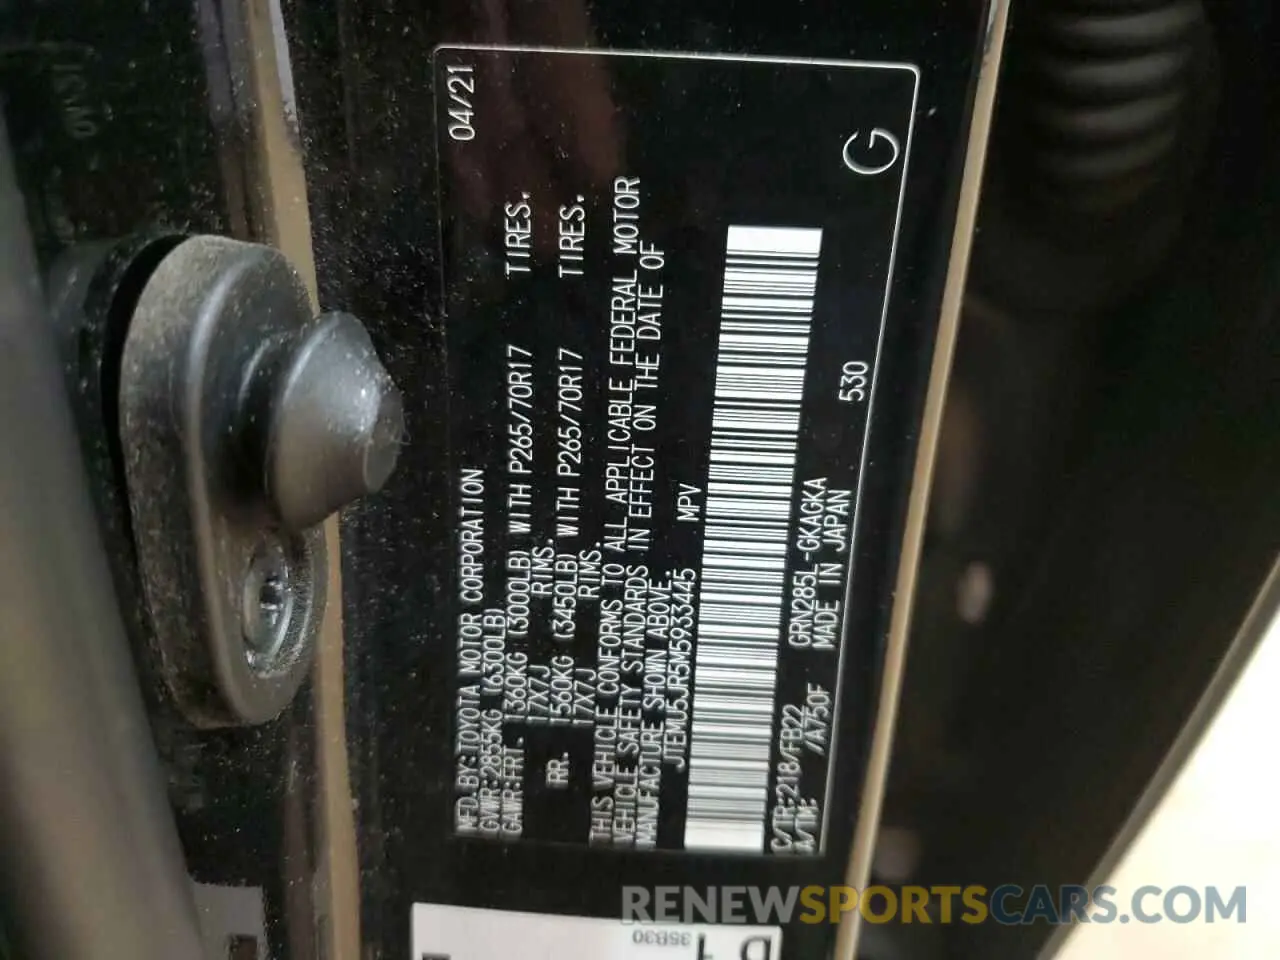 MFD.BY:TOYOTA MOTOR CORPORATION 04/21
GVWR:2855KG (6300LB)
GAWR:FRT. 1360KG (3000LB) WITH P265/70R17 TIRES.
17X7J RIMS.
RR. 1560KG (3450LB) WITH P265/70R17 TIRES.
17X7J RIMS.
THIS VEHICLE CONFORMS TO ALL APPLICABLE FEDERAL MOTOR
VEHICLE SAFETY STANDARDS IN EFFECT ON THE DATE OF
MANUFACTURE SHOWN ABOVE.
JTEMU5JR5M5933445 MPV
C/TR:218/FB22 GRN285L-GKAGKA 530
A/TM: /A750F MADE IN JAPAN
G
35B30
RENEWSPORTSCARS.COM